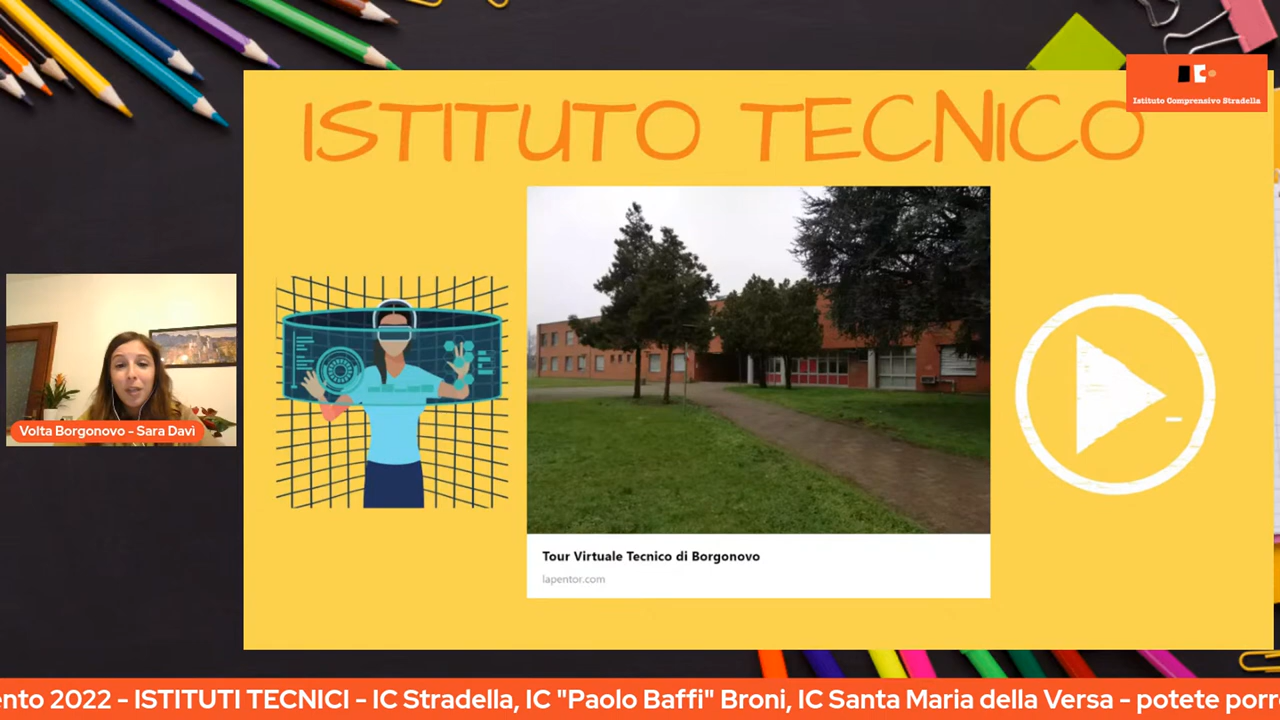 ISTITUTO TECNICO
Istituto Comprensivo Stradella
Volta Borgonovo - Sara Davì
Tour Virtuale Tecnico di Borgonovo
lapentor.com
ento 2022 - ISTITUTI TECNICI - IC Stradella, IC "Paolo Baffi" Broni, IC Santa Maria della Versa - potete porr